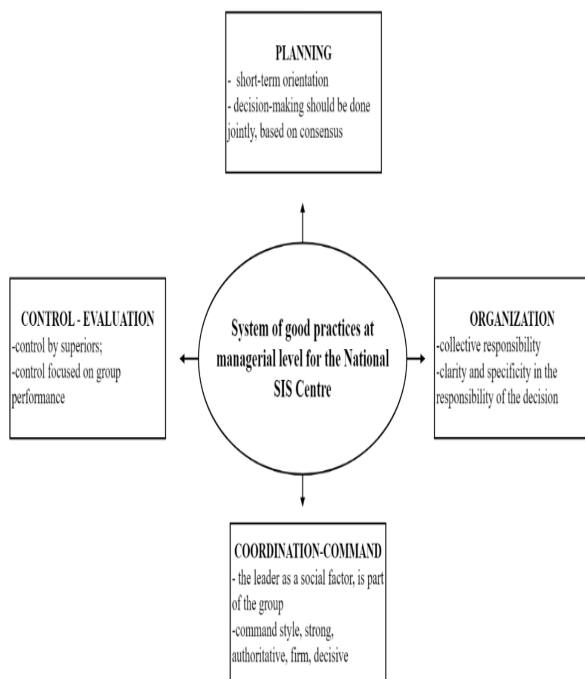 PLANNING
- short-term orientation
- decision-making should be done
jointly, based on consensus
CONTROL - EVALUATION
-control by superiors;
-control focused on group
performance
System of good practices at
managerial level for the National
SIS Centre
ORGANIZATION
-collective responsibility
-clarity and specificity in the
responsibility of the decision
COORDINATION-COMMAND
- the leader as a social factor, is part
of the group
-command style, strong,
authoritative, firm, decisive